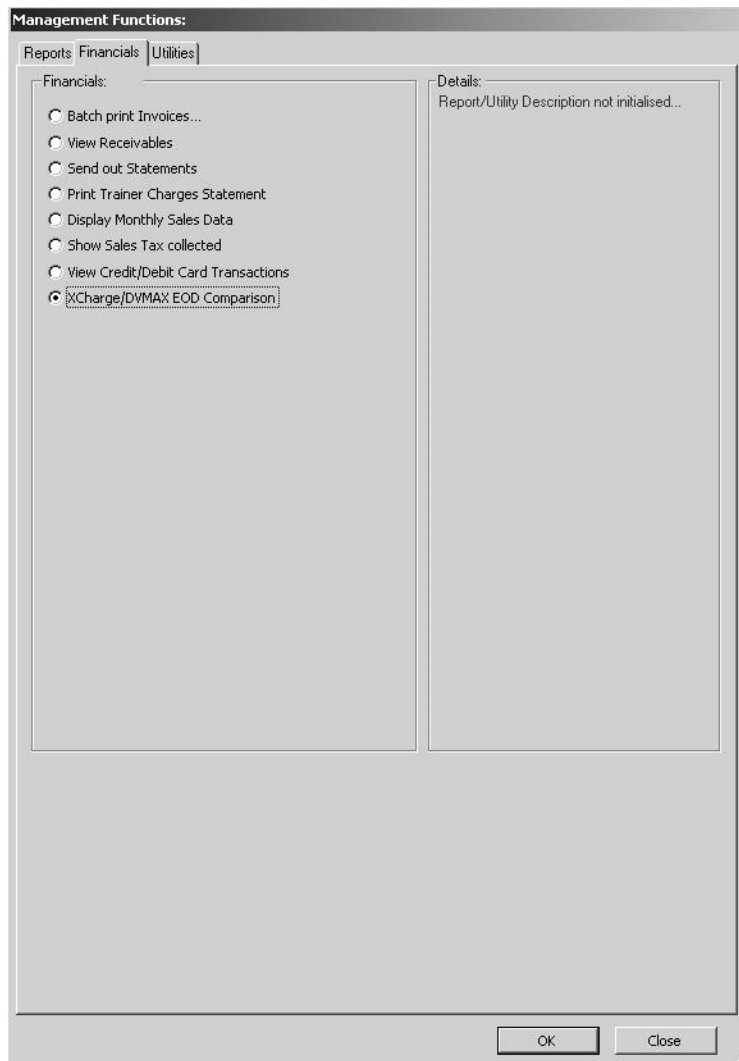 Management Functions:
Reports Financials Utilities
Financials:
Batch print Invoices...
View Receivables
Send out Statements
Print Trainer Charges Statement
Display Monthly Sales Data
Show Sales Tax collected
View Credit/Debit Card Transactions
XCharge/DVMAX EOD Comparison
Details:
Report/Utility Description not initialised...
OK Close